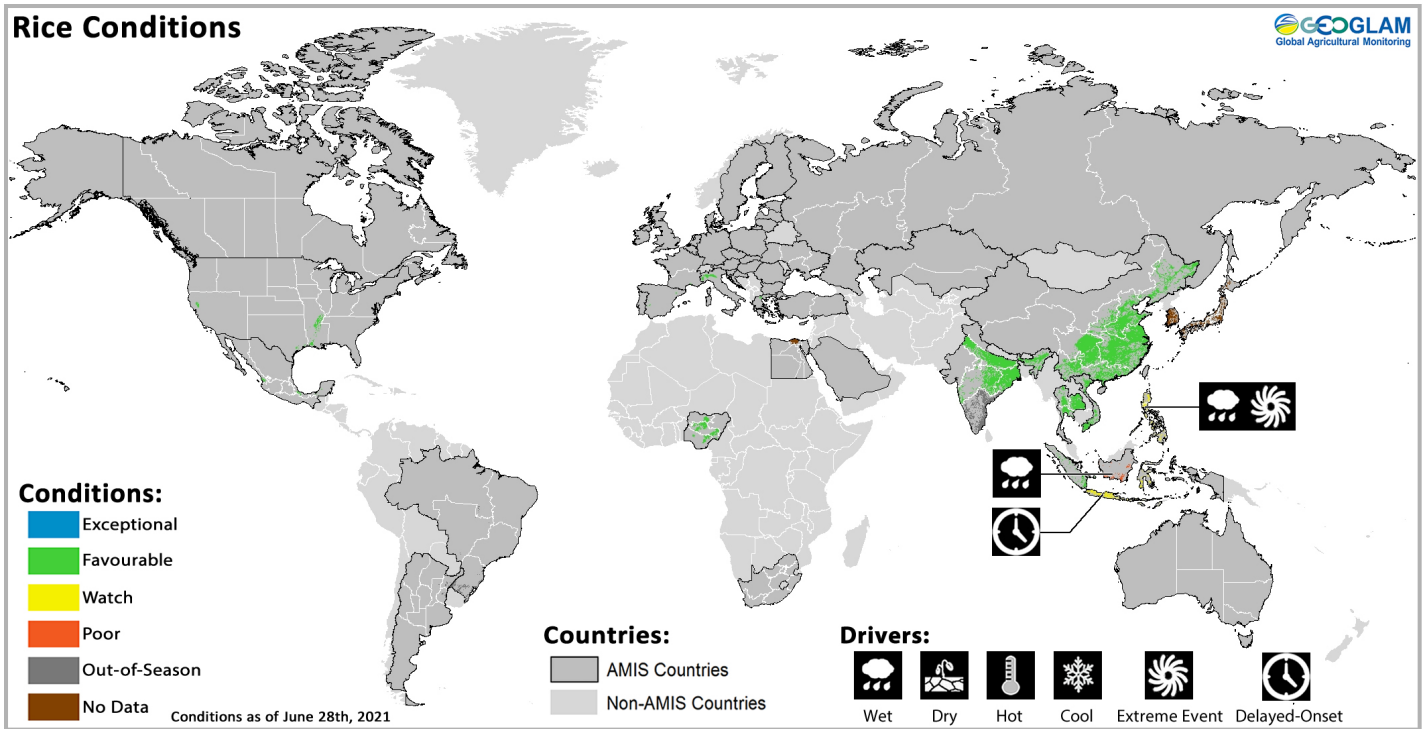 Rice Conditions
GEOGLAM
Global Agricultural Monitoring
Conditions:
Exceptional
Favourable
Watch
Poor
Out-of-Season
No Data
Conditions as of June 28th, 2021
Countries:
AMIS Countries
Non-AMIS Countries
Drivers:
Wet
Dry
Hot
Cool
Extreme Event
Delayed-Onset